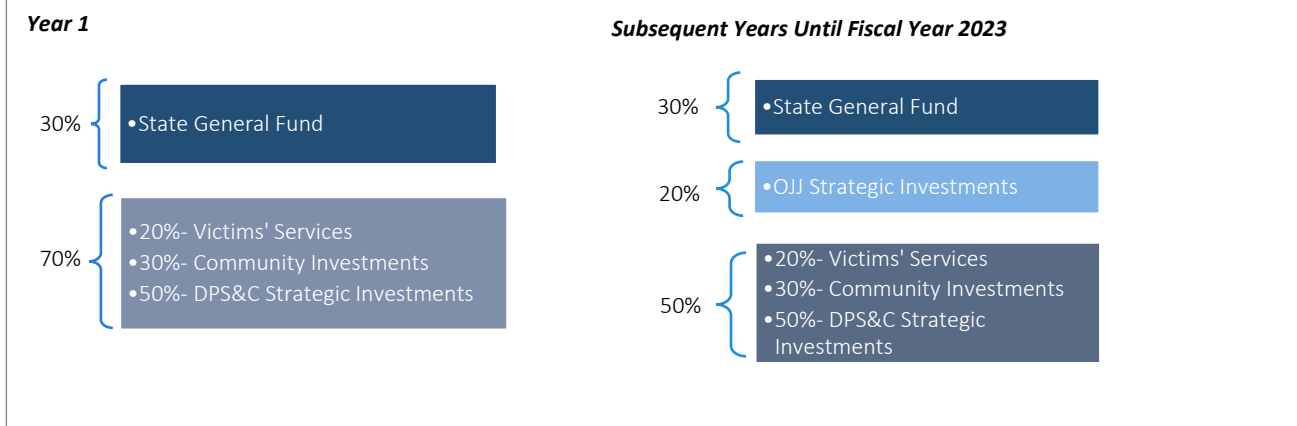 Year 1
30%
•State General Fund
70%
•20%- Victims' Services
•30%- Community Investments
•50%- DPS&C Strategic Investments
Subsequent Years Until Fiscal Year 2023
30%
•State General Fund
20%
•OJJ Strategic Investments
50%
•20%- Victims' Services
•30%- Community Investments
•50%- DPS&C Strategic
Investments